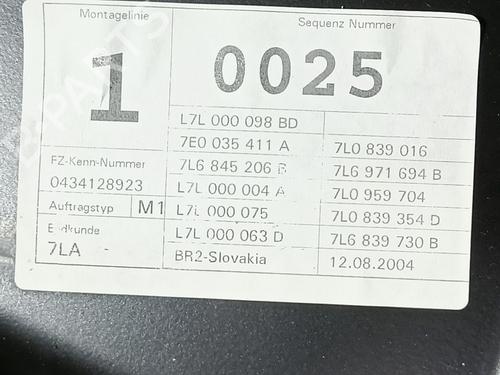 Montagelinie
Sequenz Nummer
1
0025
L7L 000 098 BD
7E0 035 411 A
7L0 839 016
FZ-Kenn-Nummer
7L6 845 206 B
7L6 971 694 B
0434128923
L7L 000 004 A
7L0 959 704
Auftragstyp
M1
L7L 000 075
7L0 839 354 D
Endkunde
L7L 000 063 D
7L6 839 730 B
7LA
BR2-Slovakia
12.08.2004